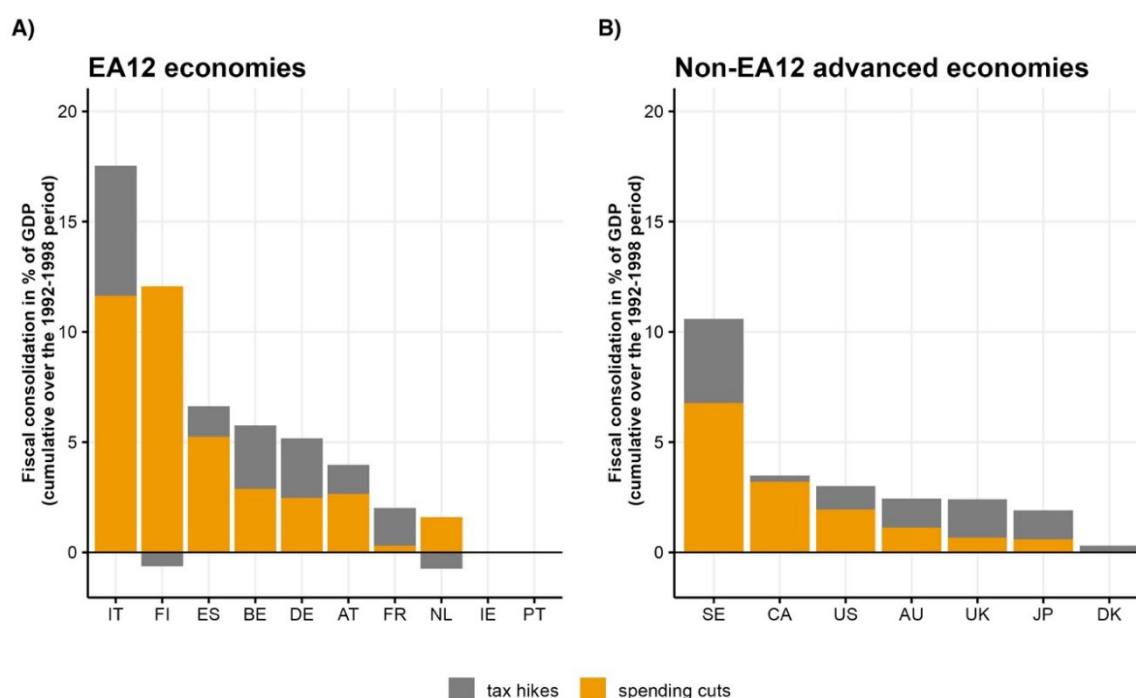 A)
EA12 economies
Fiscal consolidation in % of GDP
(cumulative over the 1992-1998 period)
20
15
10
5
0
IT FI ES BE DE AT FR NL IE PT
B)
Non-EA12 advanced economies
Fiscal consolidation in % of GDP
(cumulative over the 1992-1998 period)
20
15
10
5
0
SE CA US AU UK JP DK
tax hikes spending cuts